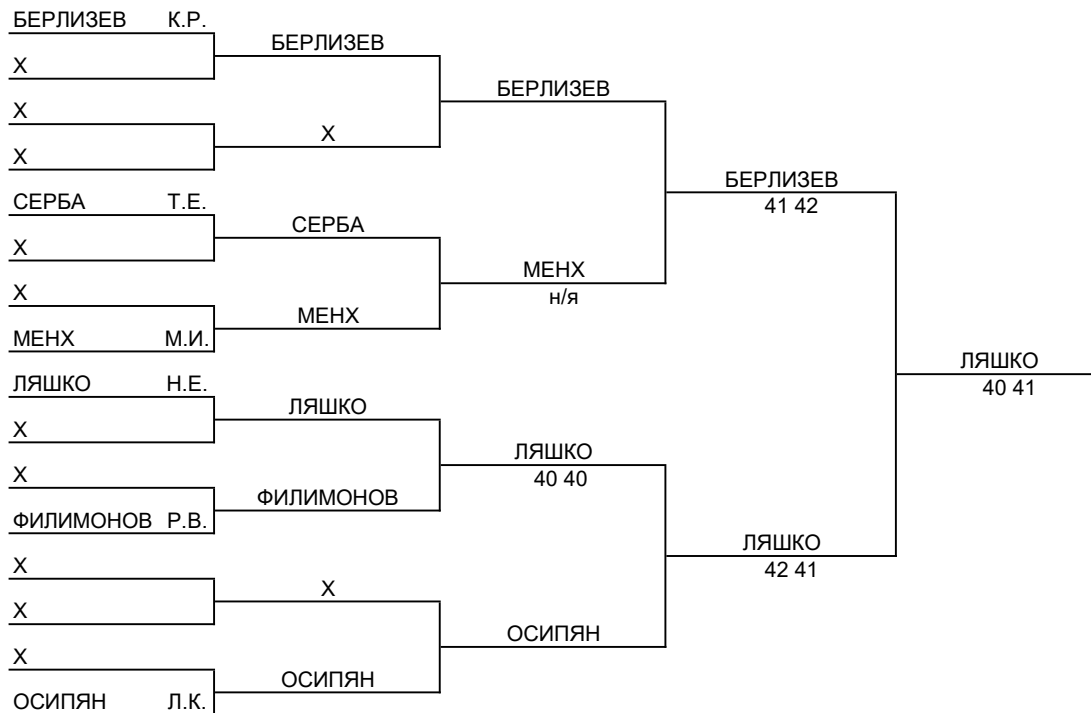 БЕРЛИЗЕВ К.Р.
Х
Х
Х
СЕРБА Т.Е.
Х
Х
МЕНХ М.И.
ЛЯШКО Н.Е.
Х
Х
ФИЛИМОНОВ Р.В.
Х
Х
Х
ОСИПЯН Л.К.
БЕРЛИЗЕВ
Х
СЕРБА
МЕНХ
ЛЯШКО
ФИЛИМОНОВ
Х
ОСИПЯН
БЕРЛИЗЕВ
МЕНХ
н/я
ЛЯШКО
40 40
ОСИПЯН
БЕРЛИЗЕВ
41 42
ЛЯШКО
42 41
ЛЯШКО
40 41